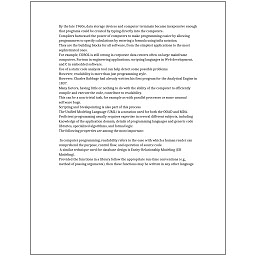 By the late 1960s, data storage devices and computer terminals became inexpensive enough
that programs could be created by typing directly into the computers.
Compilers harnessed the power of computers to make programming easier by allowing
programmers to specify calculations by entering a formula using infix notation.
They are the building blocks for all software, from the simplest applications to the most
sophisticated ones.
For example, COBOL is still strong in corporate data centers often on large mainframe
computers, Fortran in engineering applications, scripting languages in Web development,
and C in embedded software.
Use of a static code analysis tool can help detect some possible problems.
However, readability is more than just programming style.
However, Charles Babbage had already written his first program for the Analytical Engine in
1837.
Many factors, having little or nothing to do with the ability of the computer to efficiently
compile and execute the code, contribute to readability.
This can be a non-trivial task, for example as with parallel processes or some unusual
software bugs.
Scripting and breakpointing is also part of this process.
The Unified Modeling Language (UML) is a notation used for both the OOAD and MDA.
Proficient programming usually requires expertise in several different subjects, including
knowledge of the application domain, details of programming languages and generic code
libraries, specialized algorithms, and formal logic.
The following properties are among the most important:

In computer programming, readability refers to the ease with which a human reader can
comprehend the purpose, control flow, and operation of source code.
A similar technique used for database design is Entity-Relationship Modeling (ER
Modeling).
Provided the functions in a library follow the appropriate run-time conventions (e.g.,
method of passing arguments), then these functions may be written in any other language.